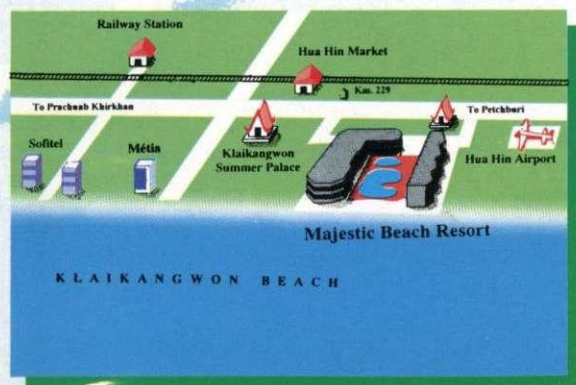 Railway Station
Hua Hin Market
Km. 229
To Prachuab Khirkhan
To Petchburi
Sofitel
Métia
Klaikangwon
Summer Palace
Hua Hin Airport
Majestic Beach Resort
KLAIKANGWON BEACH